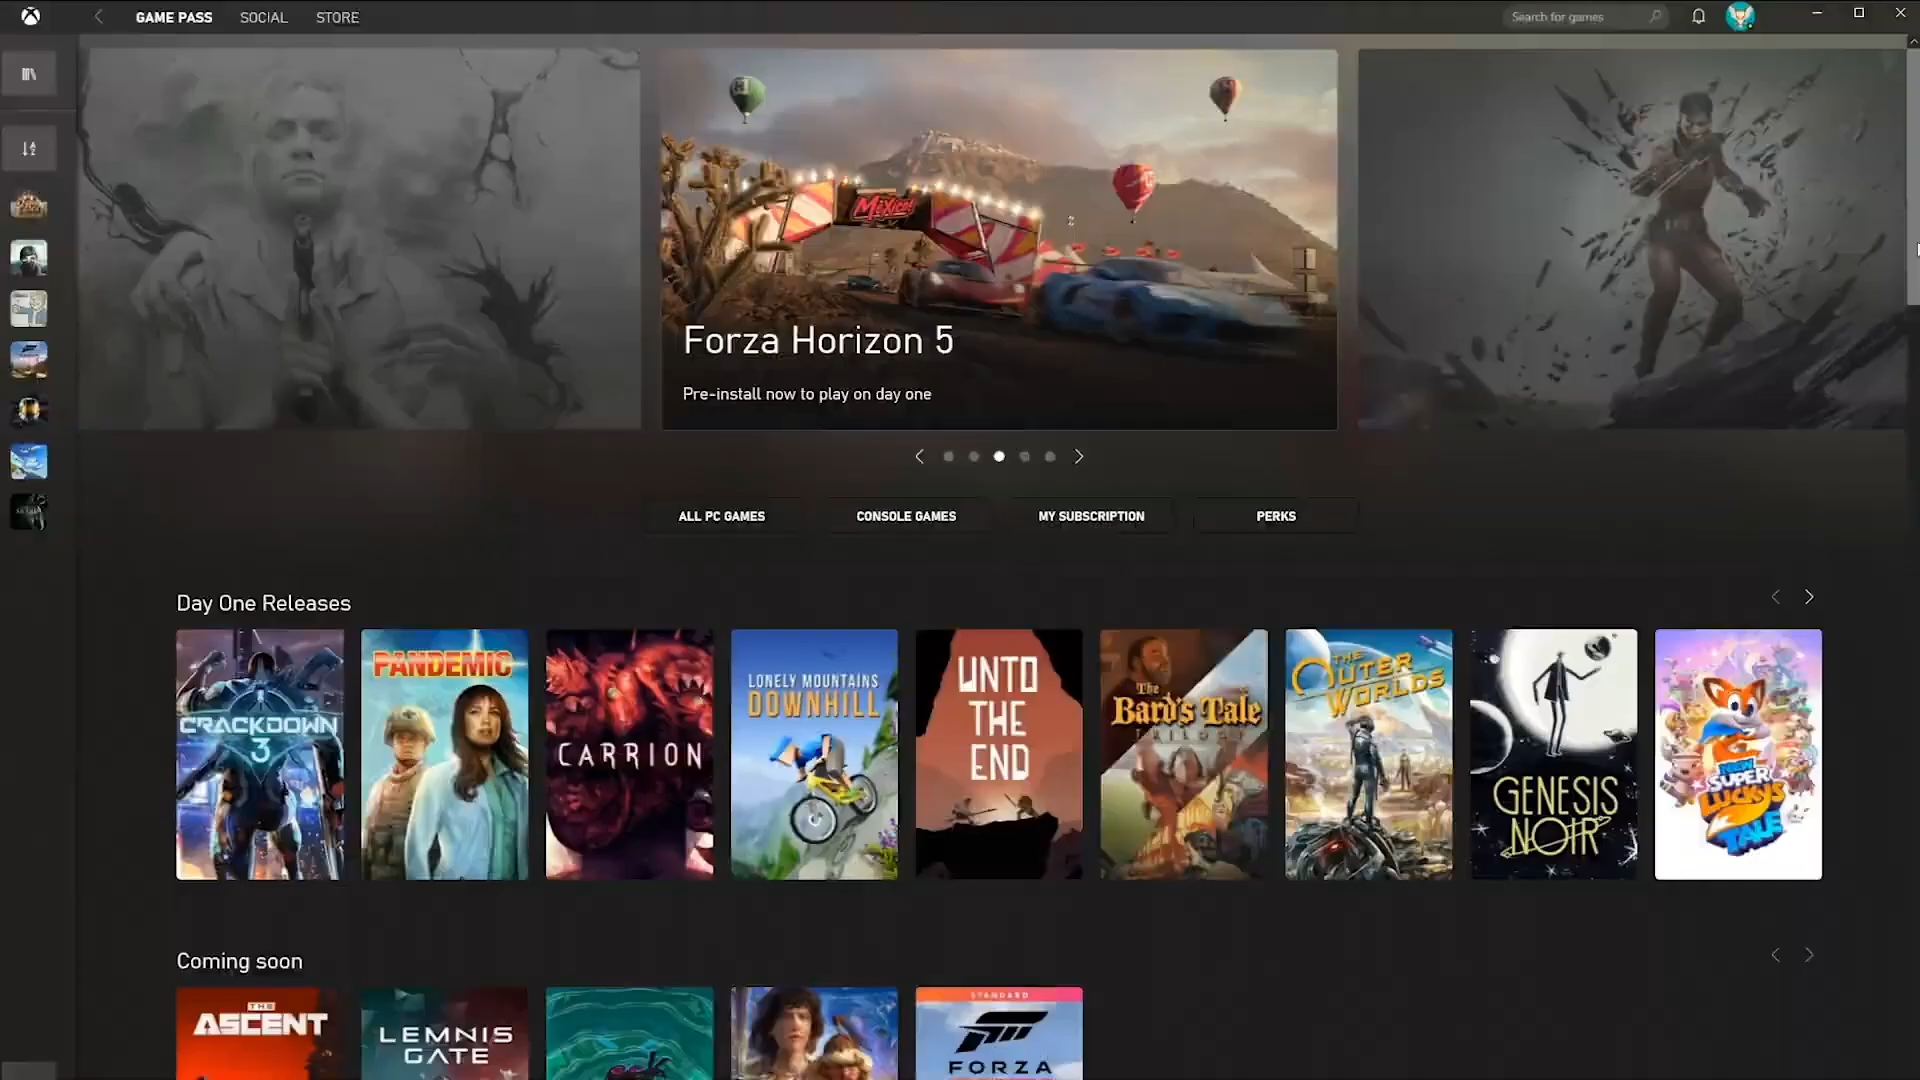 GAME PASS
SOCIAL
STORE
Search for games
MEXICO
Forza Horizon 5
Pre-install now to play on day one
ALL PC GAMES
CONSOLE GAMES
MY SUBSCRIPTION
PERKS
Day One Releases
CRACKDOWN
3
PANDEMIC
CARRION
LONELY MOUNTAINS
DOWNHILL
UNTO
THE
END
The
Bard's Tale
TRILOGY
THE
OUTER
WORLDS
GENESIS
NOIR
NEW
SUPER
LUCKY'S
TALE
Coming soon
THE
ASCENT
LEMNIS
GATE
STANDARD
FORZA